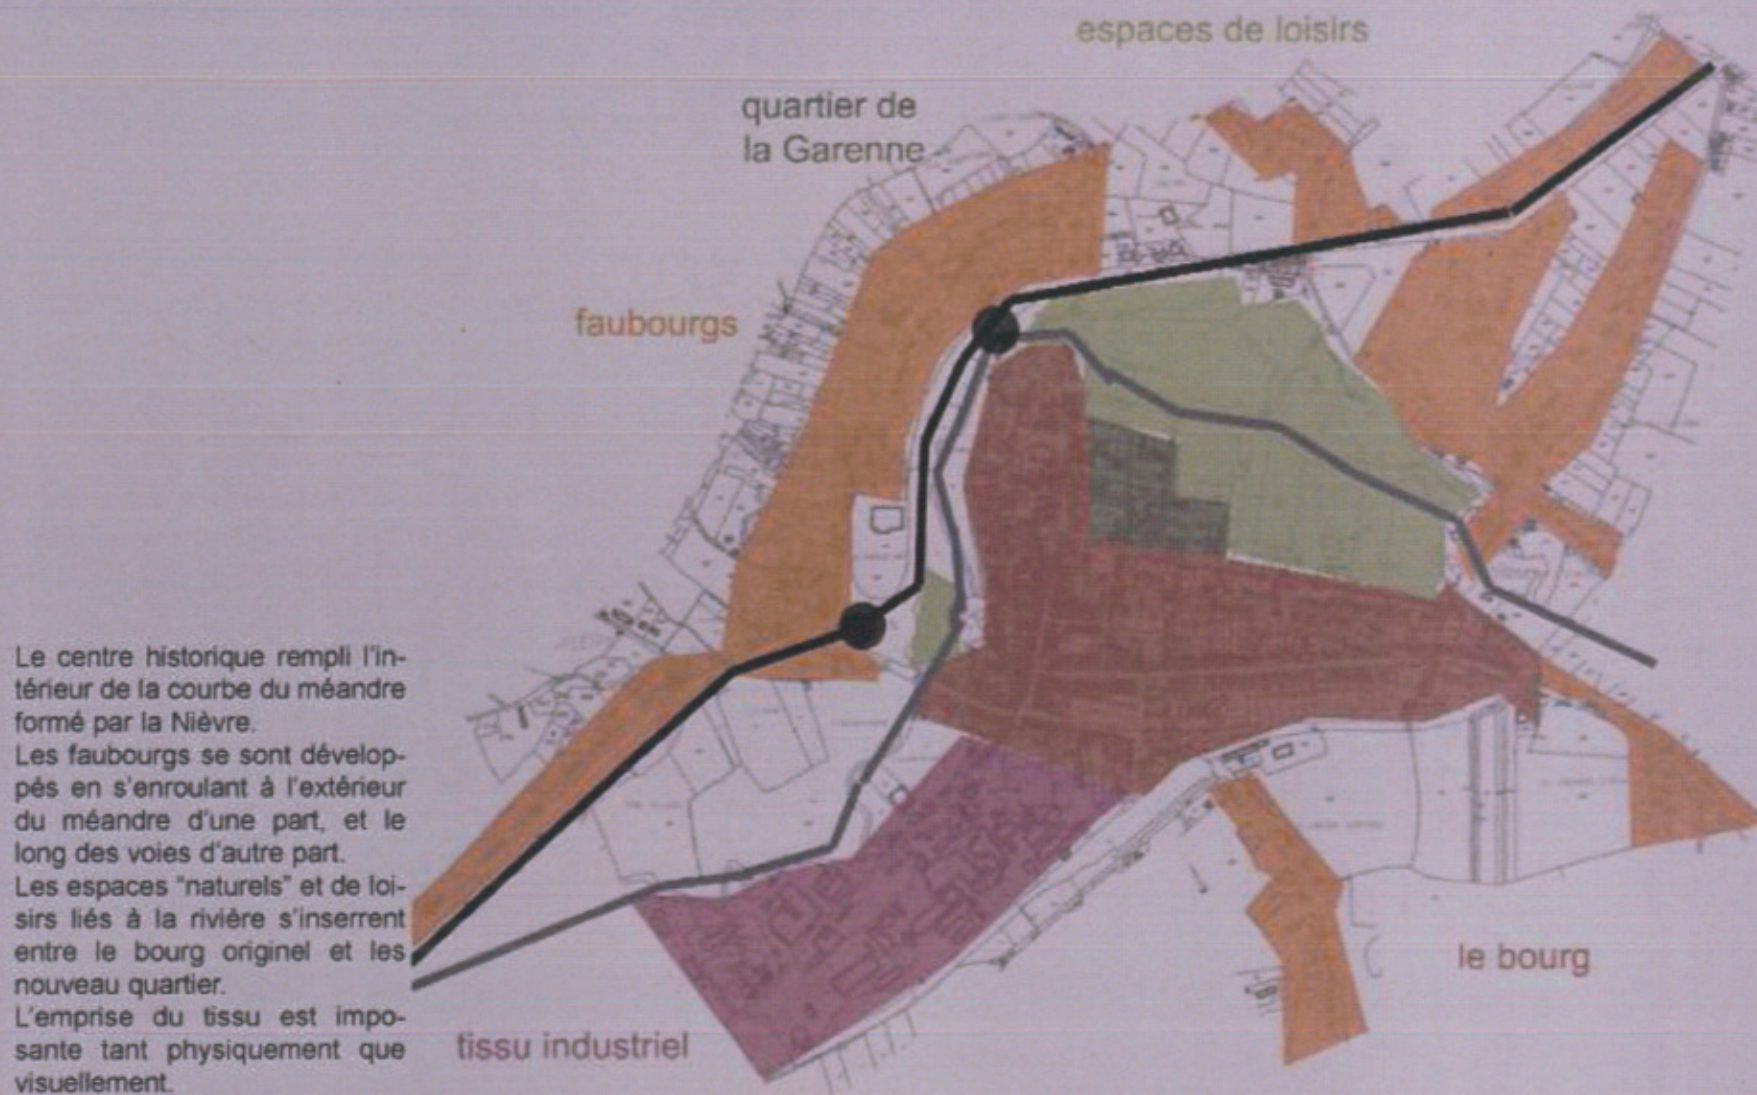 espaces de loisirs
quartier de
la Garenne
faubourgs
Le centre historique rempli l'in-
térieur de la courbe du méandre
formé par la Nièvre.
Les faubourgs se sont dévelop-
pés en s'enroulant à l'extérieur
du méandre d'une part, et le
long des voies d'autre part.
Les espaces "naturels" et de loi-
sirs liés à la rivière s'inserrent
entre le bourg originel et les
nouveau quartier.
L'emprise du tissu est impo-
sante tant physiquement que
visuellement.
le bourg
tissu industriel